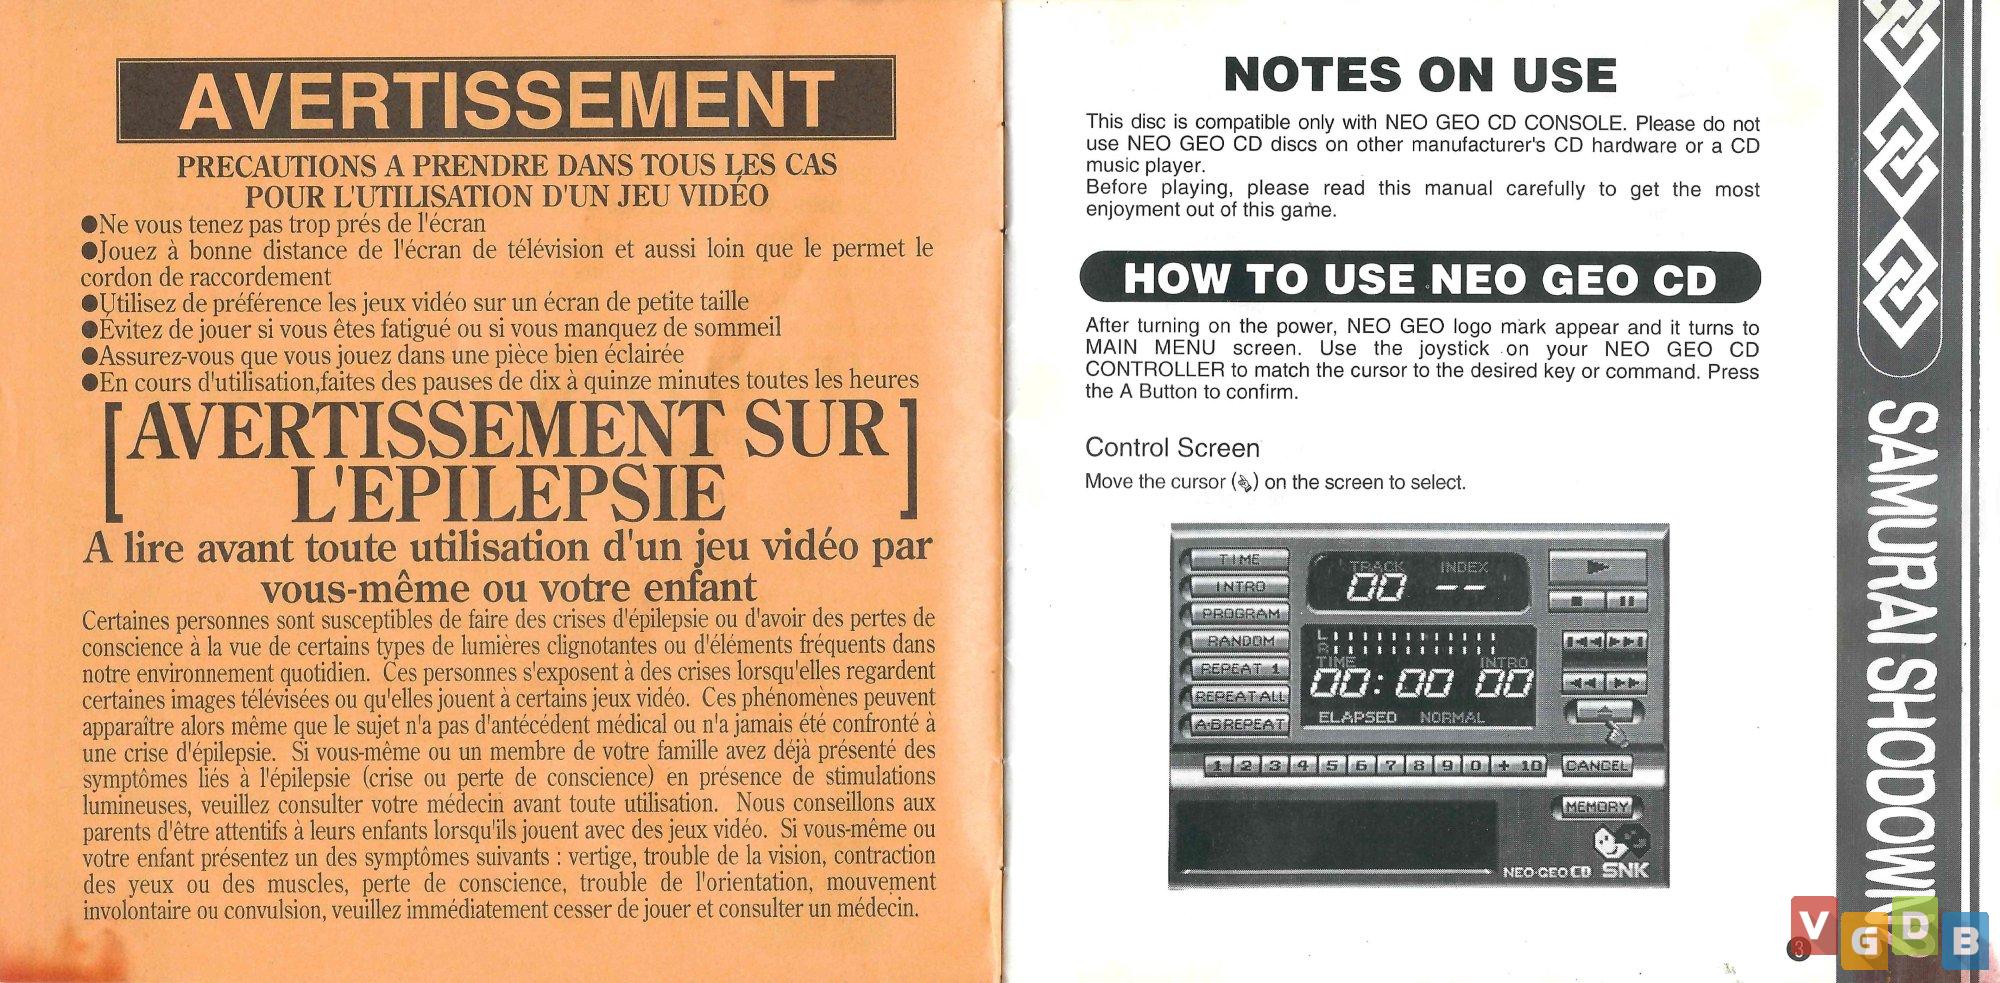 AVERTISSEMENT
PRECAUTIONS A PRENDRE DANS TOUS LES CAS
POUR L'UTILISATION D'UN JEU VIDÉO
●Ne vous tenez pas trop prés de l'écran
●Jouez à bonne distance de l'écran de télévision et aussi loin que le permet le
cordon de raccordement
●Utilisez de préférence les jeux vidéo sur un écran de petite taille
●Evitez de jouer si vous êtes fatigué ou si vous manquez de sommeil
●Assurez-vous que vous jouez dans une pièce bien éclairée
●En cours d'utilisation,faites des pauses de dix à quinze minutes toutes les heures
[AVERTISSEMENT SUR
L'EPILEPSIE]
A lire avant toute utilisation d'un jeu vidéo par
vous-même ou votre enfant
Certaines personnes sont susceptibles de faire des crises d'épilepsie ou d'avoir des pertes de
conscience à la vue de certains types de lumières clignotantes ou d'éléments fréquents dans
notre environnement quotidien. Ces personnes s'exposent à des crises lorsqu'elles regardent
certaines images télévisées ou qu'elles jouent à certains jeux vidéo. Ces phénomènes peuvent
apparaître alors même que le sujet n'a pas d'antécédent médical ou n'a jamais été confronté à
une crise d'épilepsie. Si vous-même ou un membre de votre famille avez déjà présenté des
symptômes liés à l'épilepsie (crise ou perte de conscience) en présence de stimulations
lumineuses, veuillez consulter votre médecin avant toute utilisation. Nous conseillons aux
parents d'être attentifs à leurs enfants lorsqu'ils jouent avec des jeux vidéo. Si vous-même ou
votre enfant présentez un des symptômes suivants : vertige, trouble de la vision, contraction
des yeux ou des muscles, perte de conscience, trouble de l'orientation, mouvement
involontaire ou convulsion, veuillez immédiatement cesser de jouer et consulter un médecin.
NOTES ON USE
This disc is compatible only with NEO GEO CD CONSOLE. Please do not
use NEO GEO CD discs on other manufacturer's CD hardware or a CD
music player.
Before playing, please read this manual carefully to get the most
enjoyment out of this game.
HOW TO USE NEO GEO CD
After turning on the power, NEO GEO logo mark appear and it turns to
MAIN MENU screen. Use the joystick on your NEO GEO CD
CONTROLLER to match the cursor to the desired key or command. Press
the A Button to confirm.
Control Screen
Move the cursor () on the screen to select.
TIME
INTRO
PROGRAM
RANDOM
REPEAT 1
REPEAT ALL
A-B REPEAT
TRACK INDEX
00 --
L
R
TIME INTRO
00:00 00
ELAPSED NORMAL
1 2 3 4 5 6 7 8 9 0 + 10 CANCEL
MEMORY
NEO·GEO CD SNK
SAMURAI SHODOWN
3
VGDB